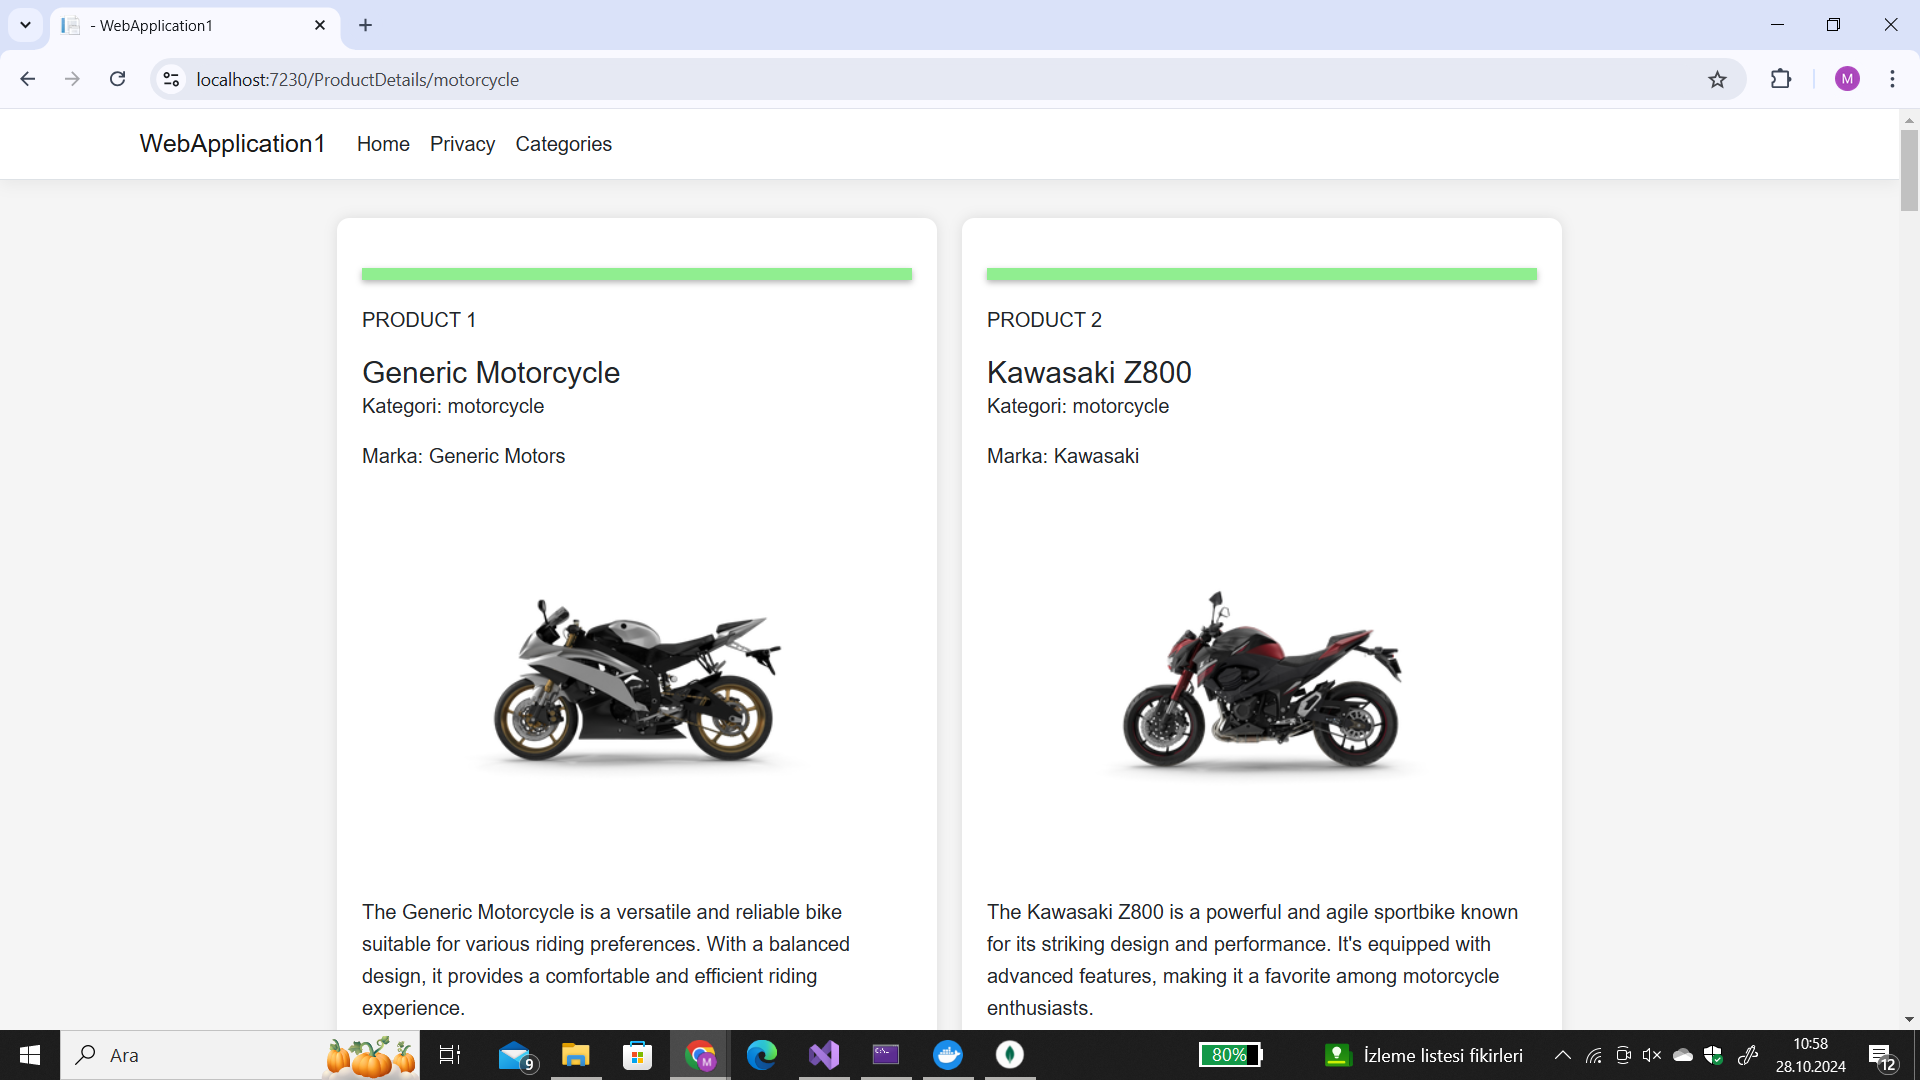 - WebApplication1
M
localhost:7230/ProductDetails/motorcycle
WebApplication1 Home Privacy Categories
PRODUCT 1
Generic Motorcycle
Kategori: motorcycle
Marka: Generic Motors
The Generic Motorcycle is a versatile and reliable bike
suitable for various riding preferences. With a balanced
design, it provides a comfortable and efficient riding
experience.
PRODUCT 2
Kawasaki Z800
Kategori: motorcycle
Marka: Kawasaki
The Kawasaki Z800 is a powerful and agile sportbike known
for its striking design and performance. It's equipped with
advanced features, making it a favorite among motorcycle
enthusiasts.
Ara
9
M
80%
İzleme listesi fikirleri
10:58
28.10.2024
12